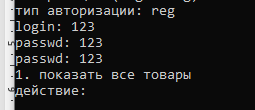 тип авторизации: reg
login: 123
passwd: 123
passwd: 123
1. показать все товары
действие: